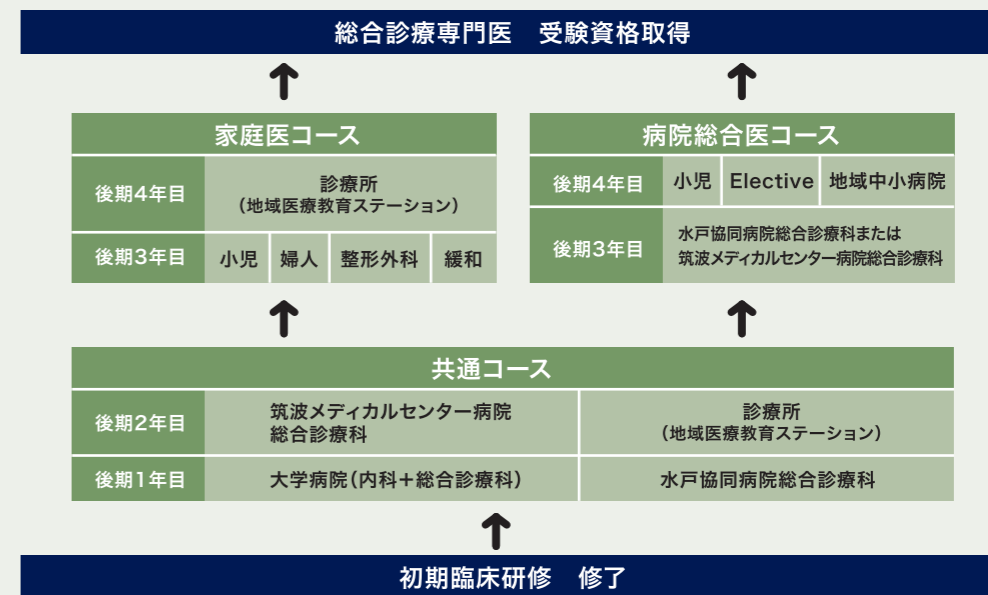 総合診療専門医　受験資格取得
家庭医コース
後期4年目
診療所
（地域医療教育ステーション）
後期3年目
小児
婦人
整形外科
緩和
病院総合医コース
後期4年目
小児
Elective
地域中小病院
後期3年目
水戸協同病院総合診療科または
筑波メディカルセンター病院総合診療科
共通コース
後期2年目
筑波メディカルセンター病院
総合診療科
診療所
（地域医療教育ステーション）
後期1年目
大学病院（内科＋総合診療科）
水戸協同病院総合診療科
初期臨床研修　修了